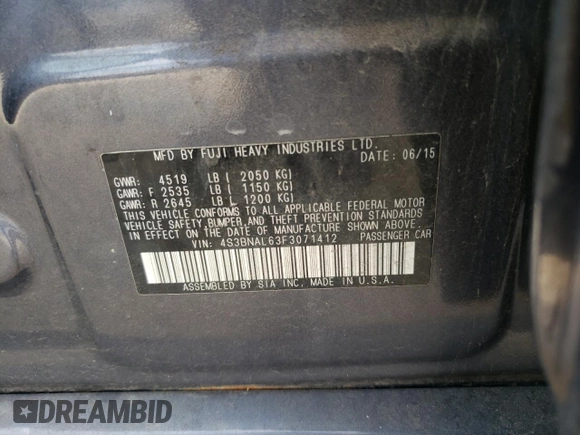 MFD BY FUJI HEAVY INDUSTRIES LTD.
DATE: 06/15
GVWR: 4519 LB ( 2050 KG)
GAWR: F 2535 LB ( 1150 KG)
GAWR: R 2645 LB ( 1200 KG)
THIS VEHICLE CONFORMS TO ALL APPLICABLE FEDERAL MOTOR
VEHICLE SAFETY, BUMPER, AND THEFT PREVENTION STANDARDS
IN EFFECT ON THE DATE OF MANUFACTURE SHOWN ABOVE.
VIN: 4S3BNAL63F3071412 PASSENGER CAR
ASSEMBLED BY SIA INC. MADE IN U.S.A.
DREAMBID